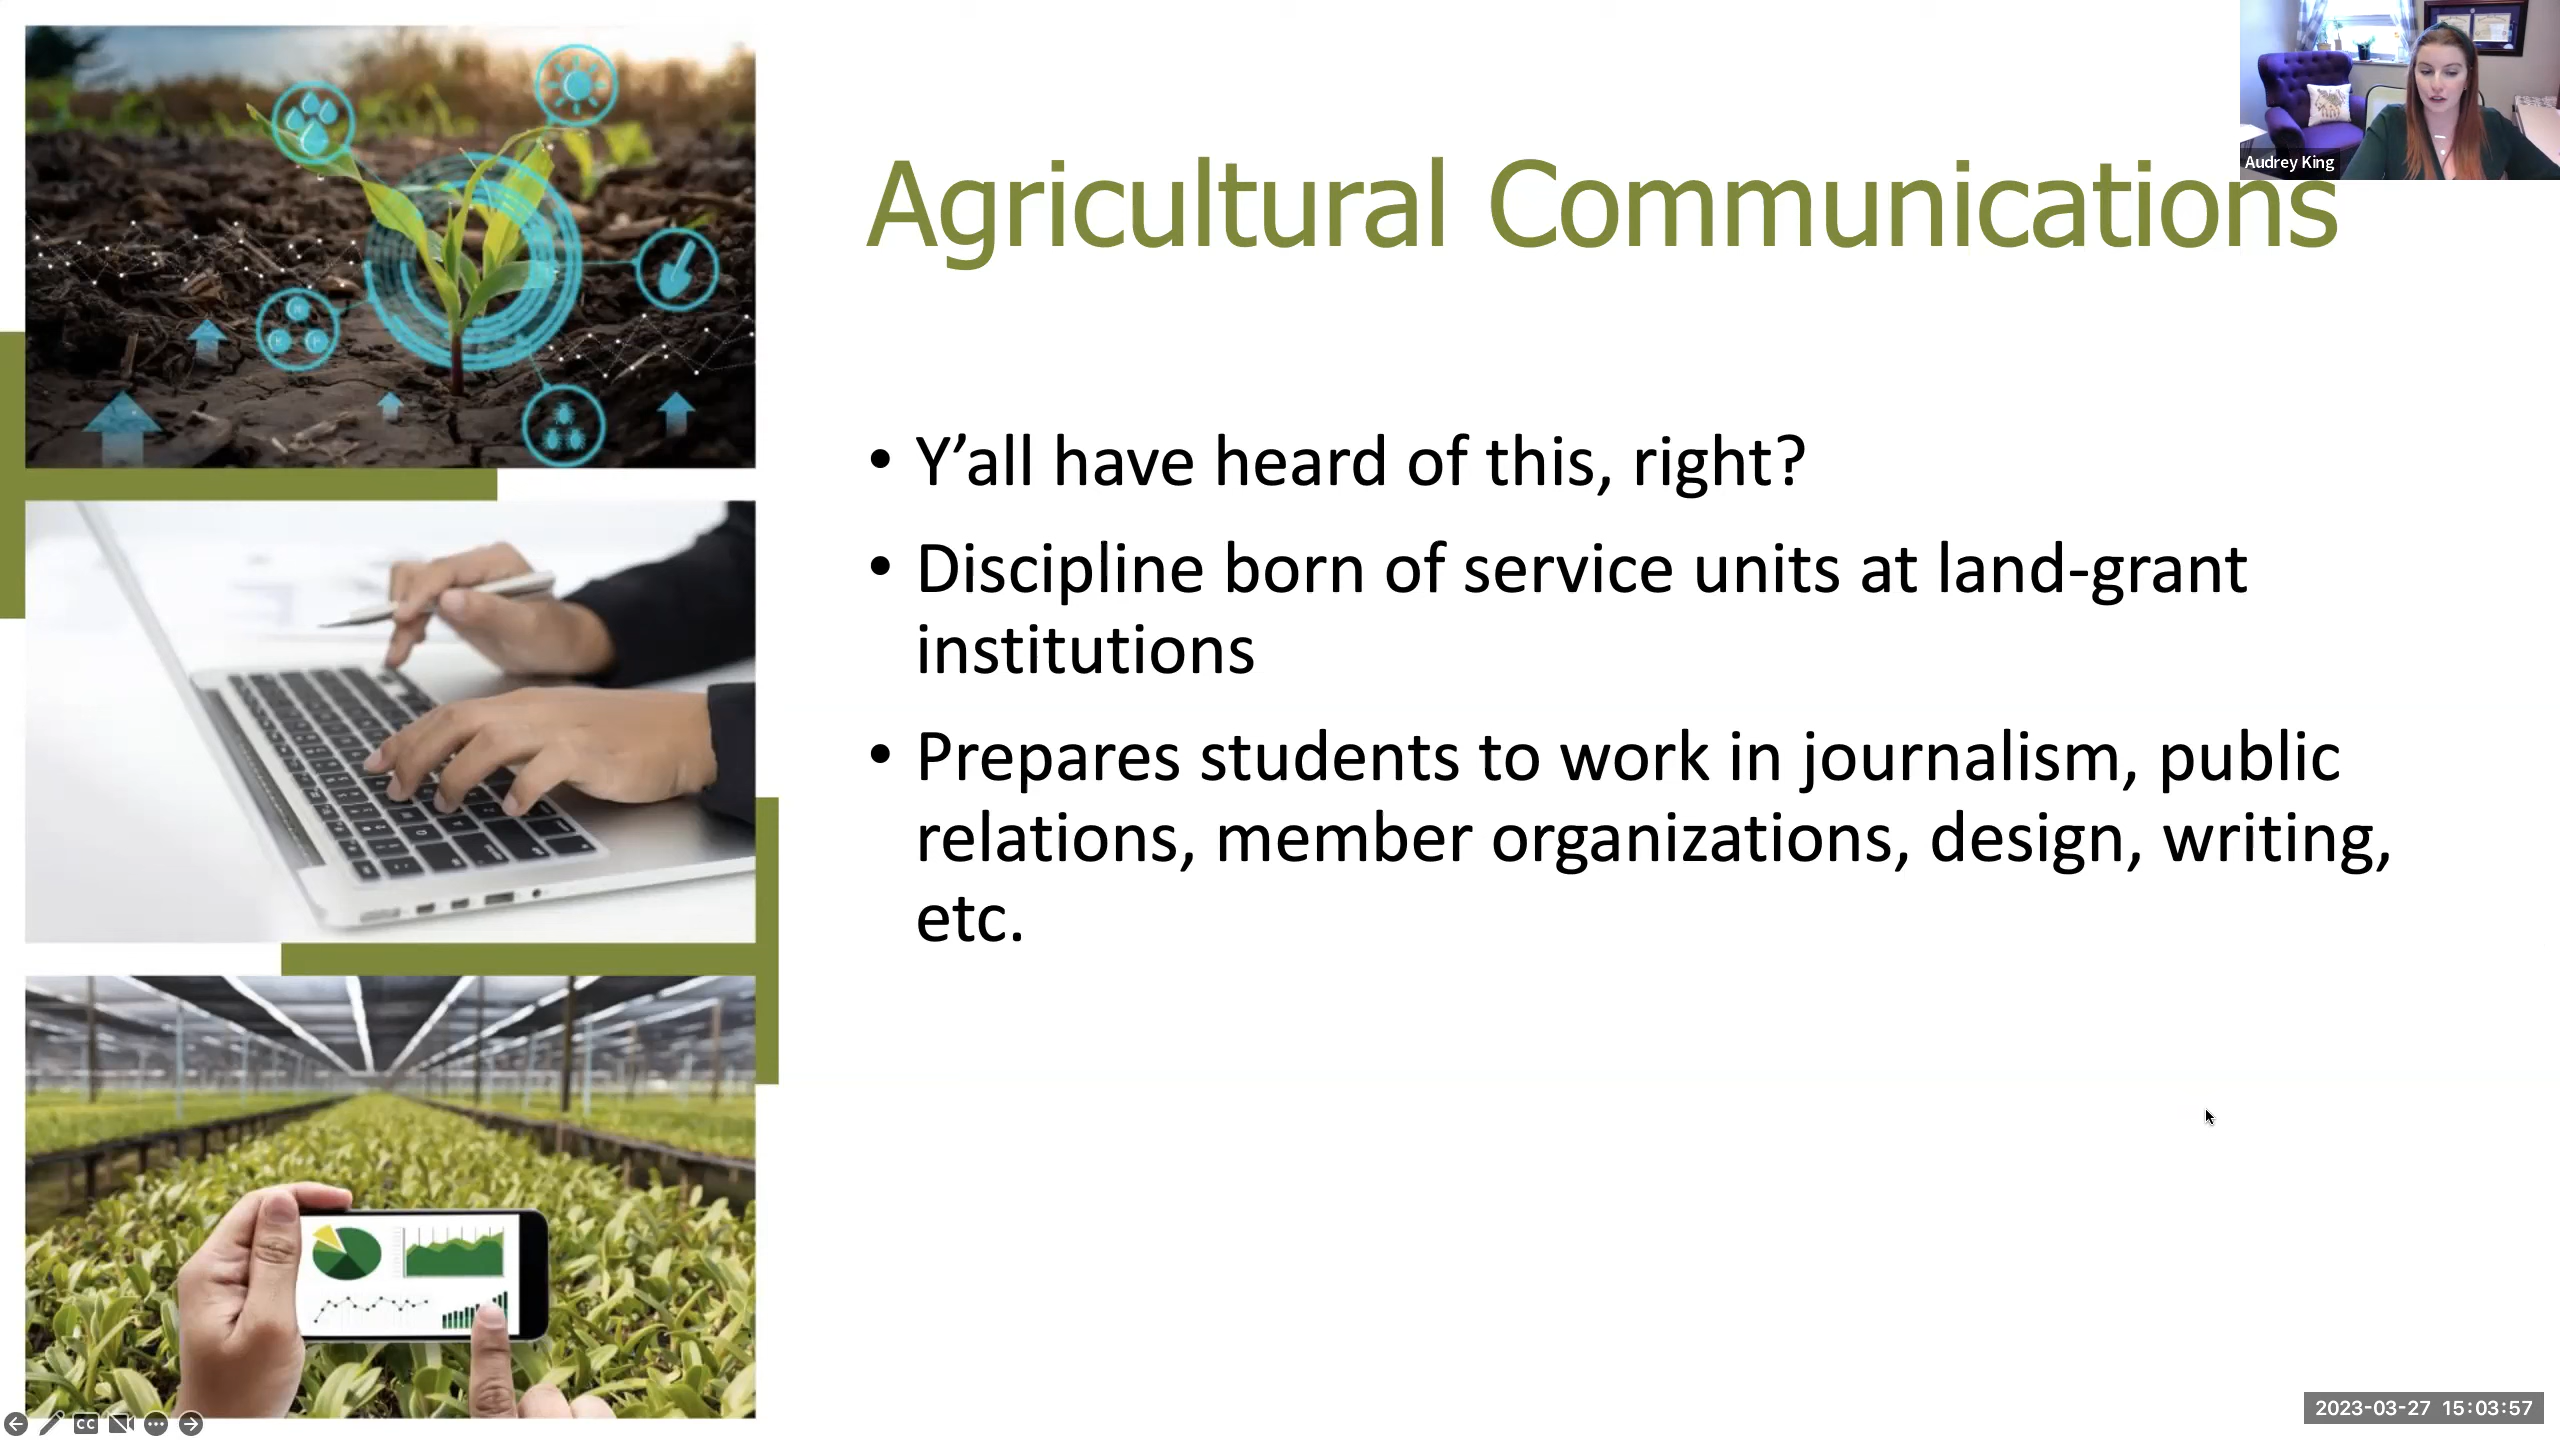 Audrey King
Agricultural Communications
• Y’all have heard of this, right?
• Discipline born of service units at land-grant
institutions
• Prepares students to work in journalism, public
relations, member organizations, design, writing,
etc.
CC
2023-03-27 15:03:57